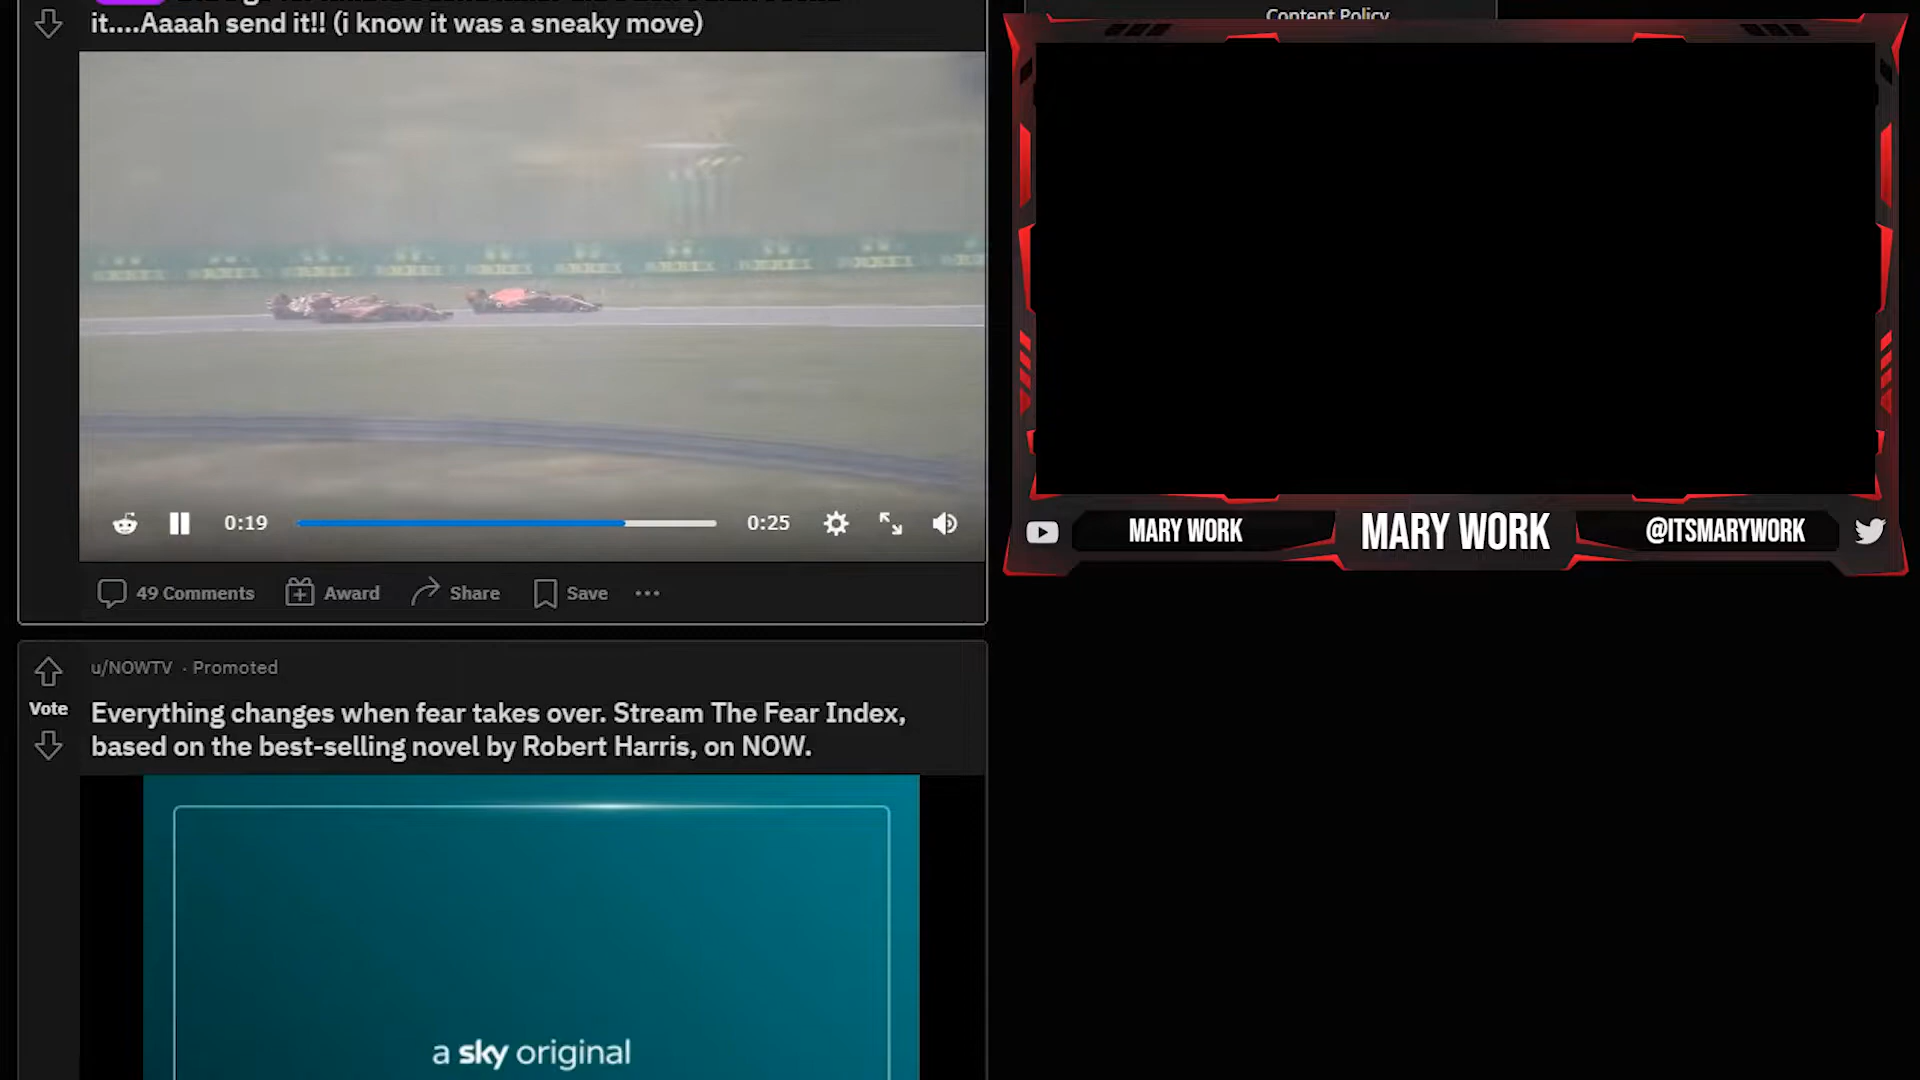 it....Aaaah send it!! (i know it was a sneaky move)
Content Policy
0:19
0:25
49 Comments
Award
Share
Save
MARY WORK
MARY WORK
@ITSMARYWORK
u/NOWTV · Promoted
Vote
Everything changes when fear takes over. Stream The Fear Index,
based on the best-selling novel by Robert Harris, on NOW.
a sky original